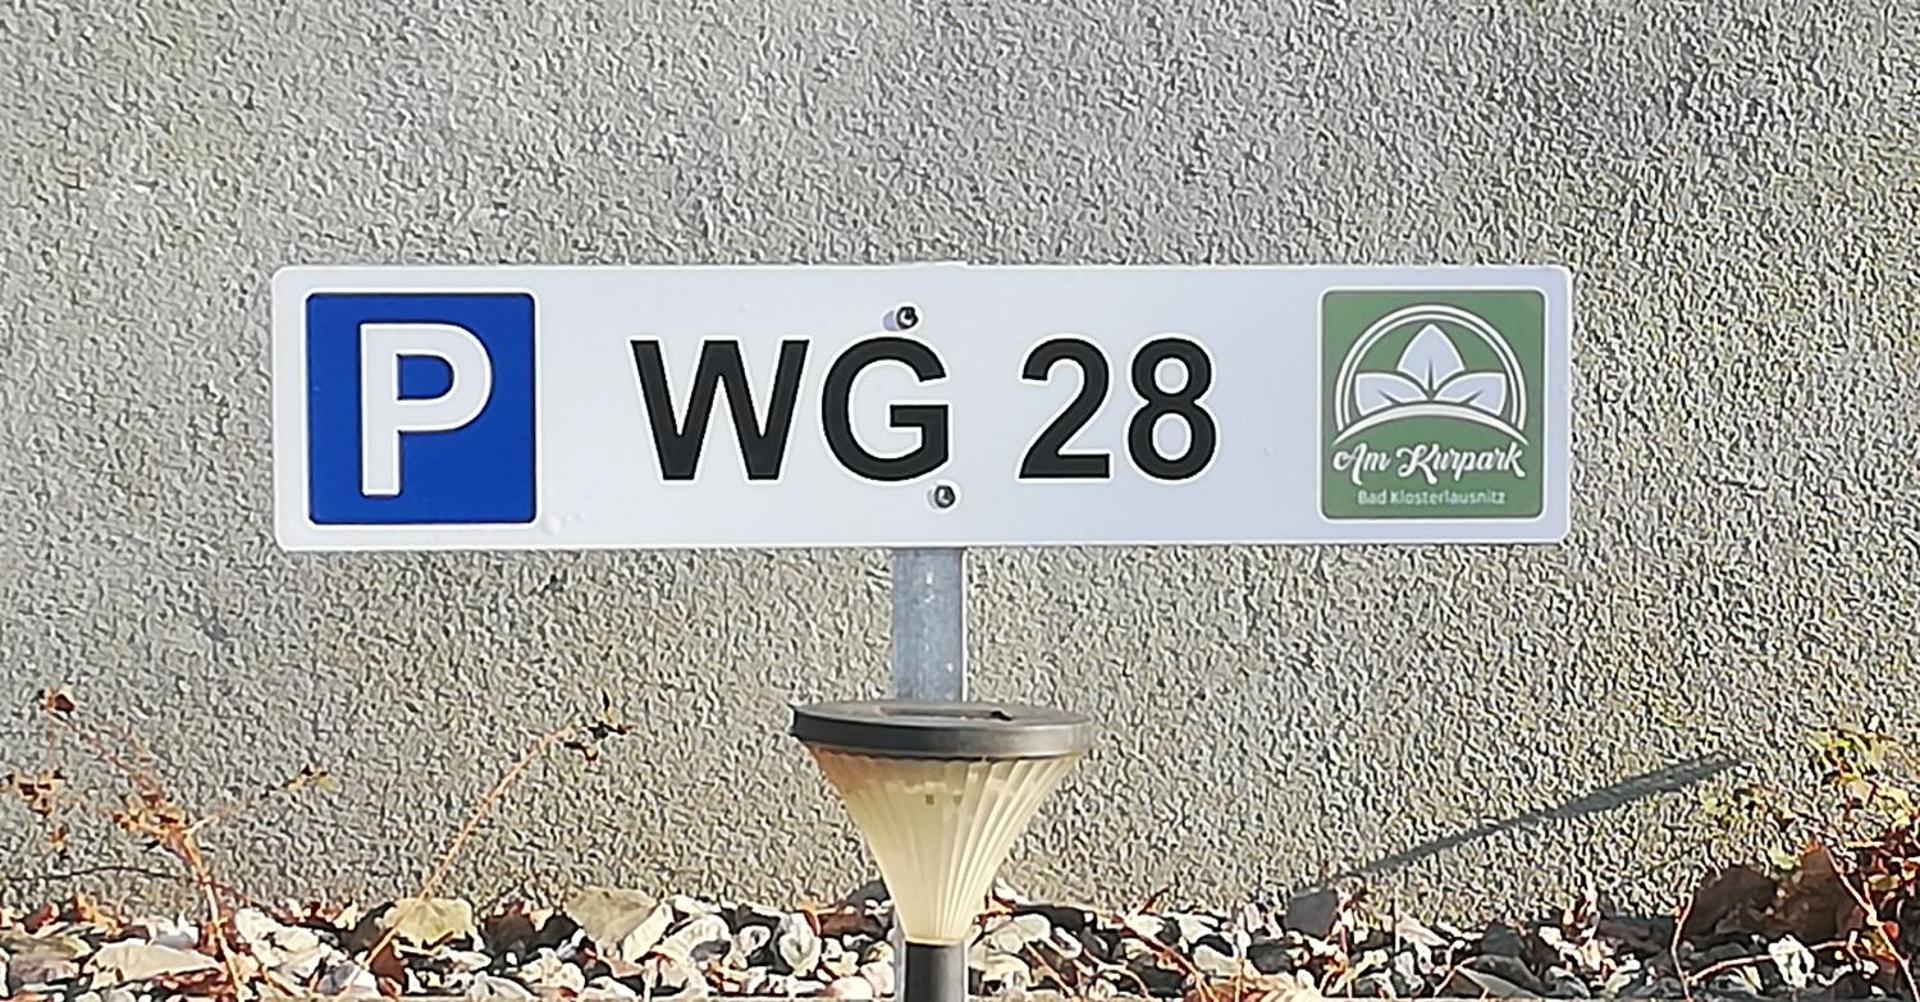 P WG 28
Am Kurpark
Bad Klosterlausnitz